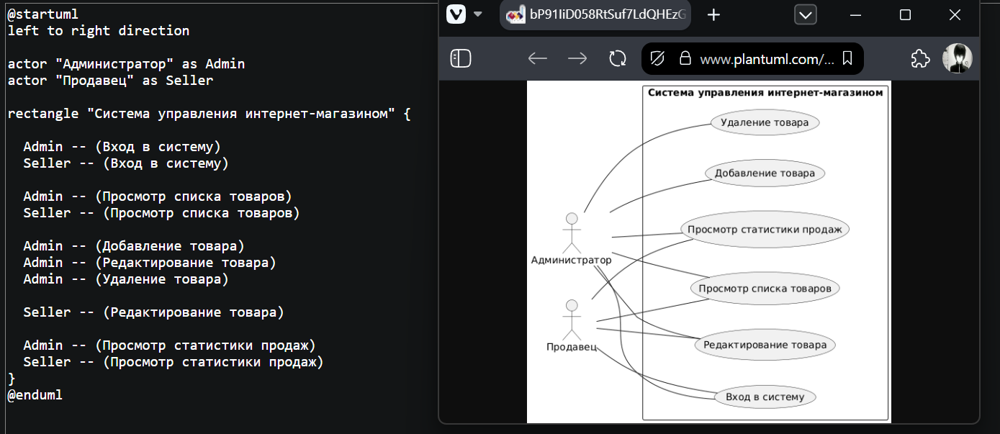 @startuml
left to right direction
actor "Администратор" as Admin
actor "Продавец" as Seller
rectangle "Система управления интернет-магазином" {
Admin -- (Вход в систему)
Seller -- (Вход в систему)
Admin -- (Просмотр списка товаров)
Seller -- (Просмотр списка товаров)
Admin -- (Добавление товара)
Admin -- (Редактирование товара)
Admin -- (Удаление товара)
Seller -- (Редактирование товара)
Admin -- (Просмотр статистики продаж)
Seller -- (Просмотр статистики продаж)
}
@enduml
bP91IiD058RtSuf7LdQHEzG
www.plantuml.com/...
Система управления интернет-магазином
Удаление товара
Добавление товара
Просмотр статистики продаж
Администратор
Просмотр списка товаров
Продавец
Редактирование товара
Вход в систему